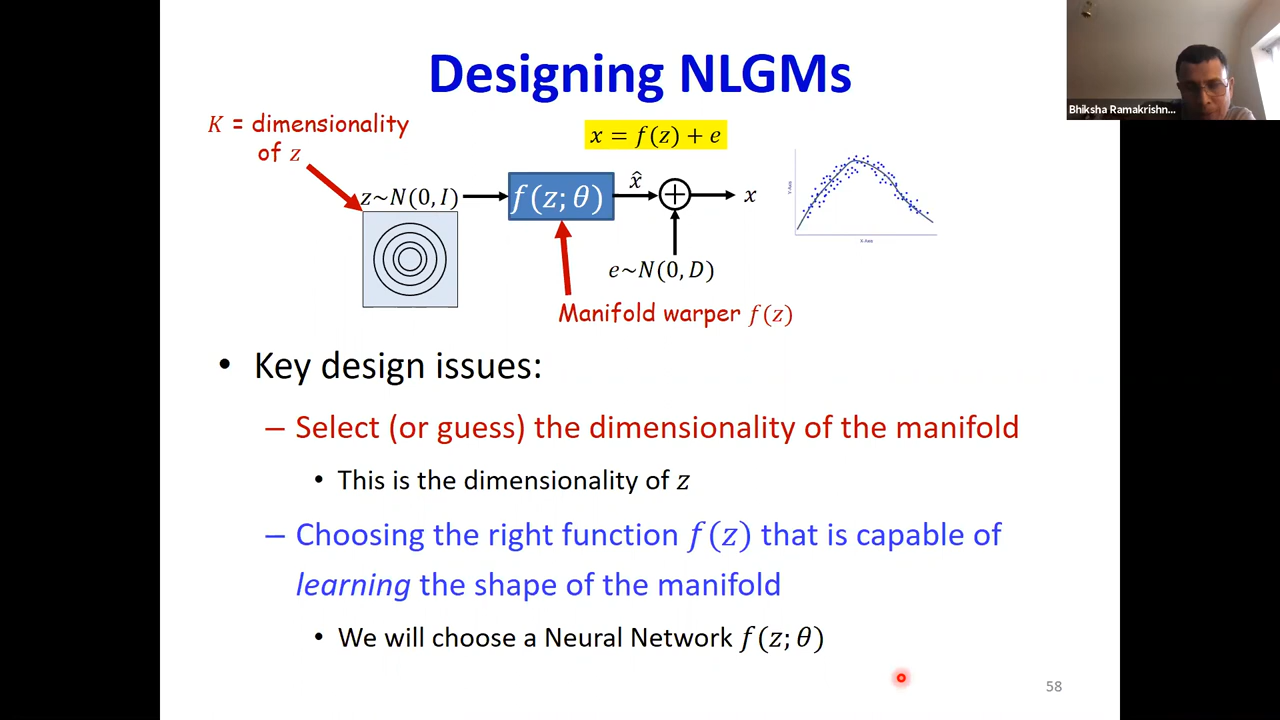 Designing NLGMs
Bhiksha Ramakrishn...
K = dimensionality
of z
x = f(z) + e
z~N(0, I)
f(z; θ)
x̂
+
x
e~N(0, D)
Manifold warper f(z)
Y-Axis
X-Axis
• Key design issues:
– Select (or guess) the dimensionality of the manifold
• This is the dimensionality of z
– Choosing the right function f(z) that is capable of
learning the shape of the manifold
• We will choose a Neural Network f(z; θ)
58